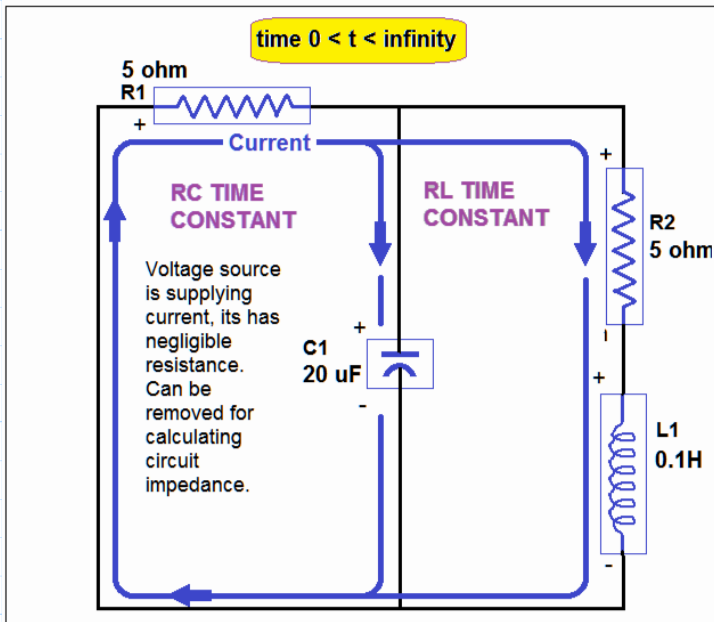 time 0 < t < infinity
5 ohm
R1
+
Current
RC TIME
CONSTANT
RL TIME
CONSTANT
+
R2
5 ohm
Voltage source
is supplying
current, its has
negligible
resistance.
Can be
removed for
calculating
circuit
impedance.
+
C1
20 uF
-
+
L1
0.1H
-